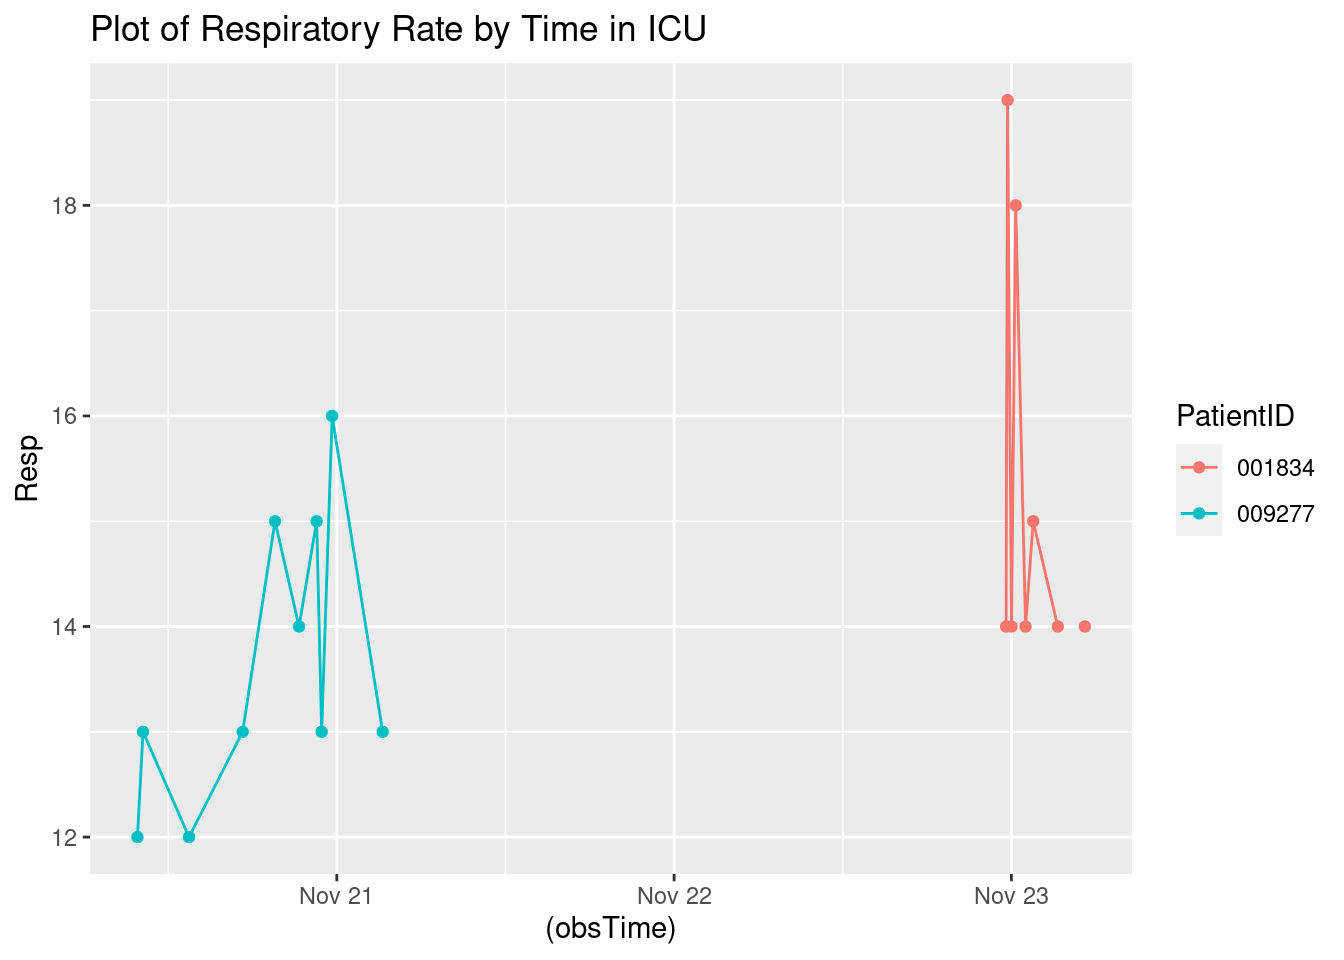 Plot of Respiratory Rate by Time in ICU
Resp
18
16
14
12
Nov 21
Nov 22
Nov 23
(obsTime)
PatientID
001834
009277